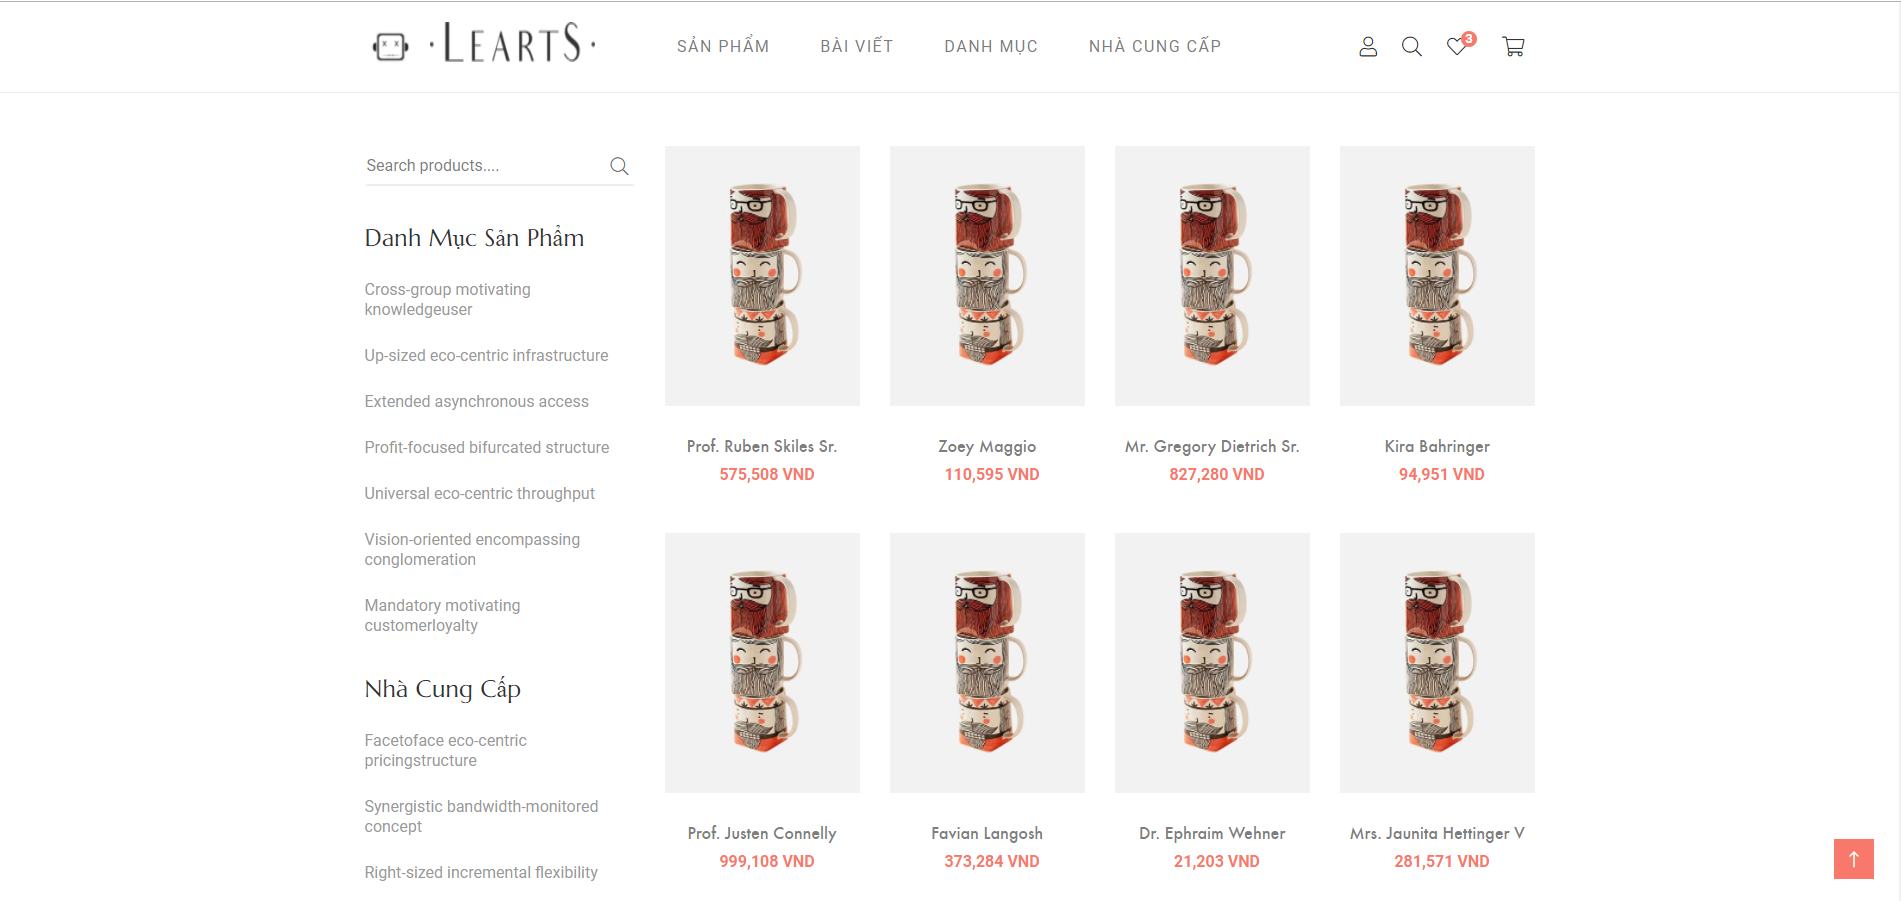 ·LEARTS·
SẢN PHẨM
BÀI VIẾT
DANH MỤC
NHÀ CUNG CẤP
3
Search products....
Danh Mục Sản Phẩm
Cross-group motivating
knowledgeuser
Up-sized eco-centric infrastructure
Extended asynchronous access
Profit-focused bifurcated structure
Universal eco-centric throughput
Vision-oriented encompassing
conglomeration
Mandatory motivating
customerloyalty
Nhà Cung Cấp
Facetoface eco-centric
pricingstructure
Synergistic bandwidth-monitored
concept
Right-sized incremental flexibility
Prof. Ruben Skiles Sr.
575,508 VND
Zoey Maggio
110,595 VND
Mr. Gregory Dietrich Sr.
827,280 VND
Kira Bahringer
94,951 VND
Prof. Justen Connelly
999,108 VND
Favian Langosh
373,284 VND
Dr. Ephraim Wehner
21,203 VND
Mrs. Jaunita Hettinger V
281,571 VND